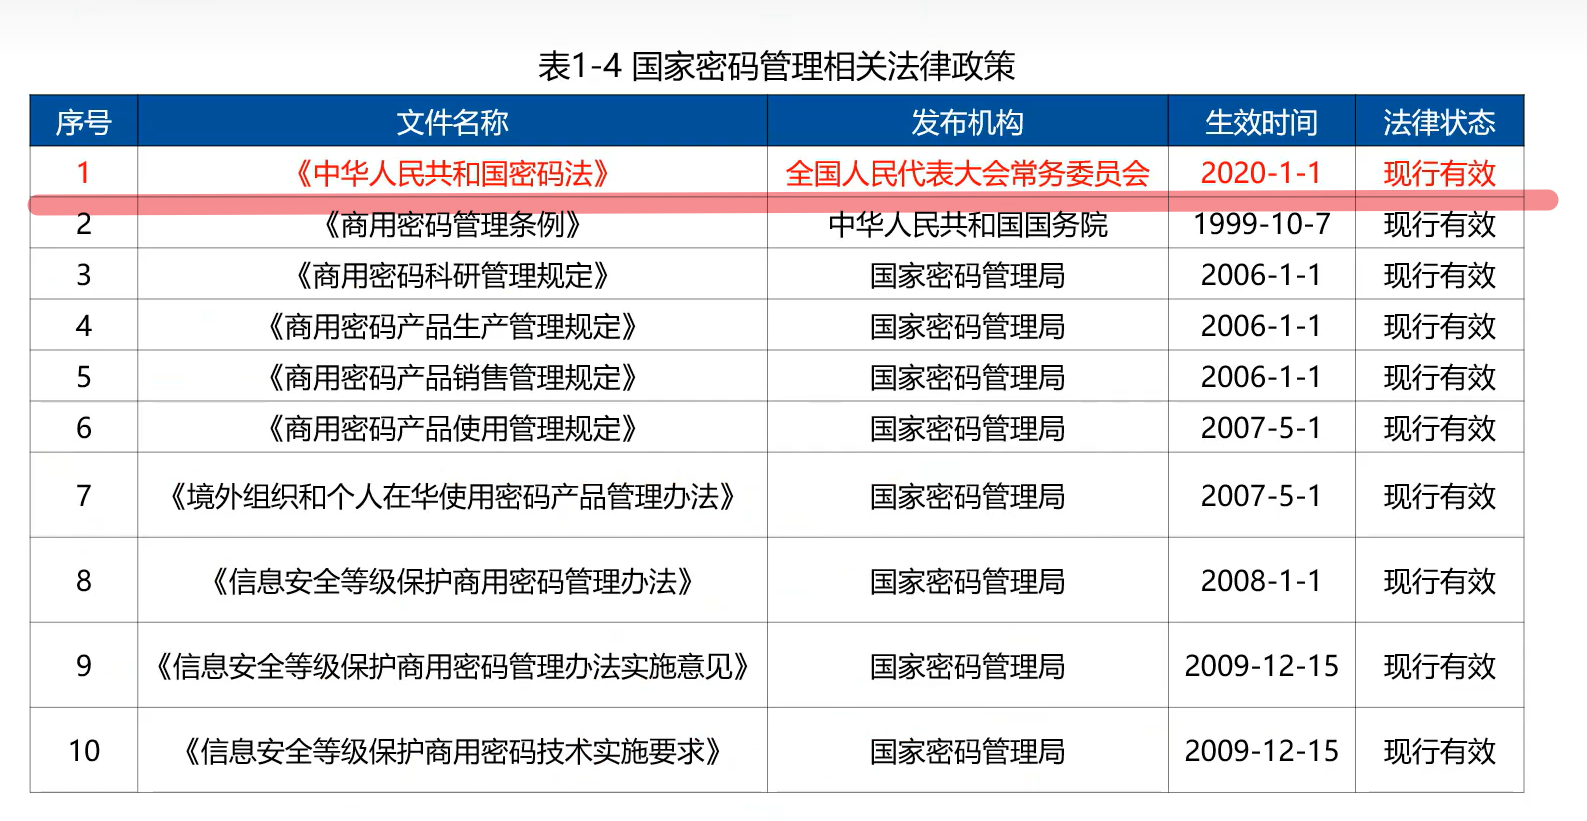 表1-4 国家密码管理相关法律政策
序号 文件名称 发布机构 生效时间 法律状态
1 《中华人民共和国密码法》 全国人民代表大会常务委员会 2020-1-1 现行有效
2 《商用密码管理条例》 中华人民共和国国务院 1999-10-7 现行有效
3 《商用密码科研管理规定》 国家密码管理局 2006-1-1 现行有效
4 《商用密码产品生产管理规定》 国家密码管理局 2006-1-1 现行有效
5 《商用密码产品销售管理规定》 国家密码管理局 2006-1-1 现行有效
6 《商用密码产品使用管理规定》 国家密码管理局 2007-5-1 现行有效
7 《境外组织和个人在华使用密码产品管理办法》 国家密码管理局 2007-5-1 现行有效
8 《信息安全等级保护商用密码管理办法》 国家密码管理局 2008-1-1 现行有效
9 《信息安全等级保护商用密码管理办法实施意见》 国家密码管理局 2009-12-15 现行有效
10 《信息安全等级保护商用密码技术实施要求》 国家密码管理局 2009-12-15 现行有效